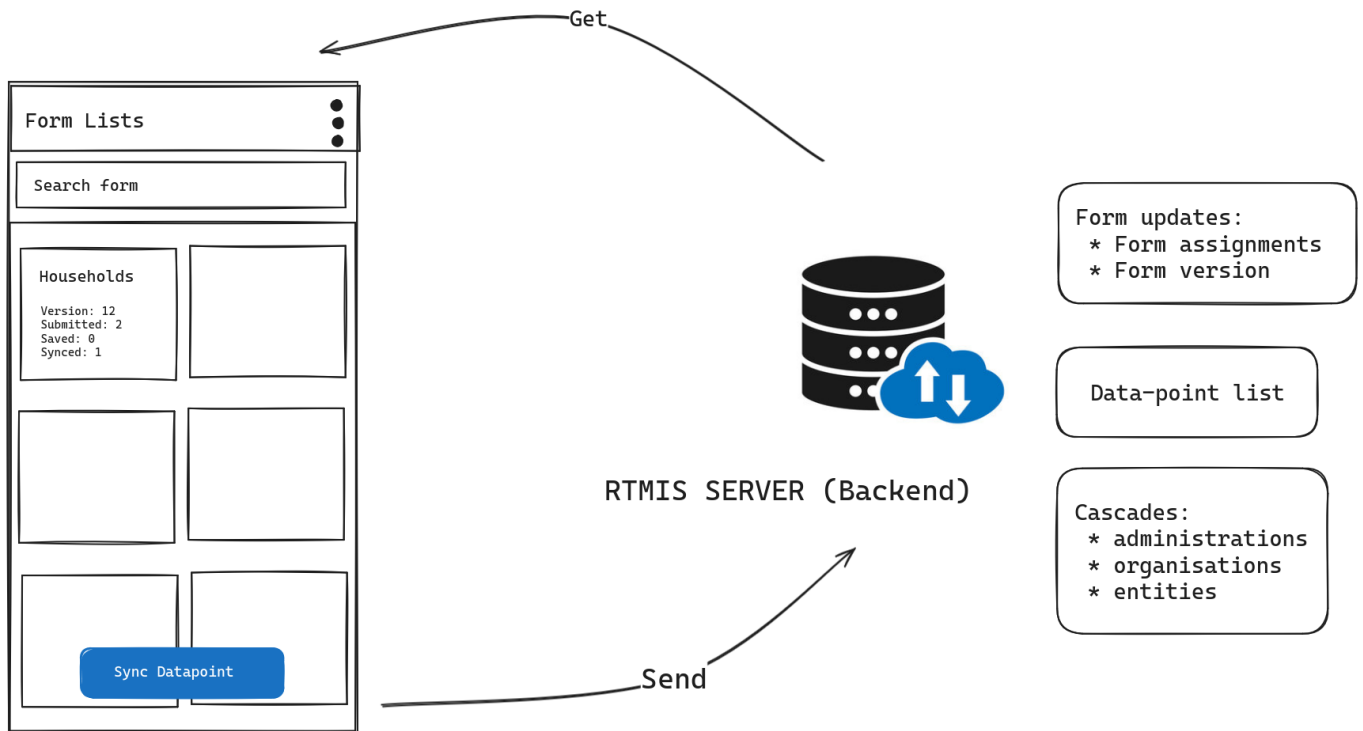 Get
Form Lists
Search form
Households
Version: 12
Submitted: 2
Saved: 0
Synced: 1
Sync Datapoint
RTMIS SERVER (Backend)
Send
Form updates:
* Form assignments
* Form version
Data-point list
Cascades:
* administrations
* organisations
* entities